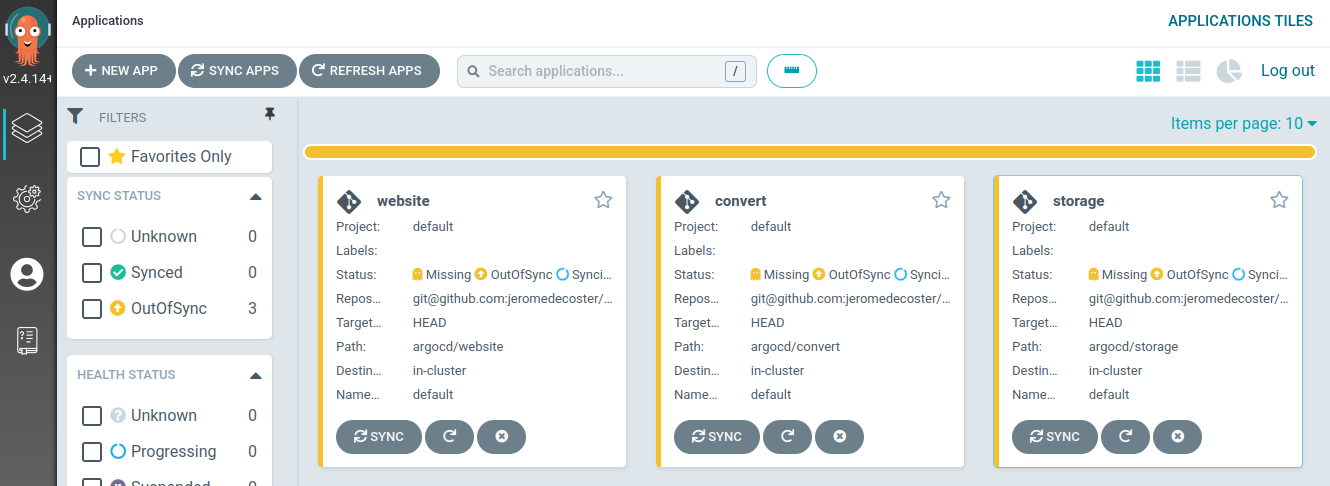 Applications
APPLICATIONS TILES
v2.4.14+
NEW APP
SYNC APPS
REFRESH APPS
Search applications...
/
Log out
FILTERS
Items per page: 10
Favorites Only
SYNC STATUS
Unknown 0
Synced 0
OutOfSync 3
HEALTH STATUS
Unknown 0
Progressing 0
Suspended 0
website
Project: default
Labels:
Status: Missing OutOfSync Synci...
Repos... git@github.com:jeromedecoster/...
Target... HEAD
Path: argocd/website
Destin... in-cluster
Name... default
SYNC
convert
Project: default
Labels:
Status: Missing OutOfSync Synci...
Repos... git@github.com:jeromedecoster/...
Target... HEAD
Path: argocd/convert
Destin... in-cluster
Name... default
SYNC
storage
Project: default
Labels:
Status: Missing OutOfSync Synci...
Repos... git@github.com:jeromedecoster/...
Target... HEAD
Path: argocd/storage
Destin... in-cluster
Name... default
SYNC